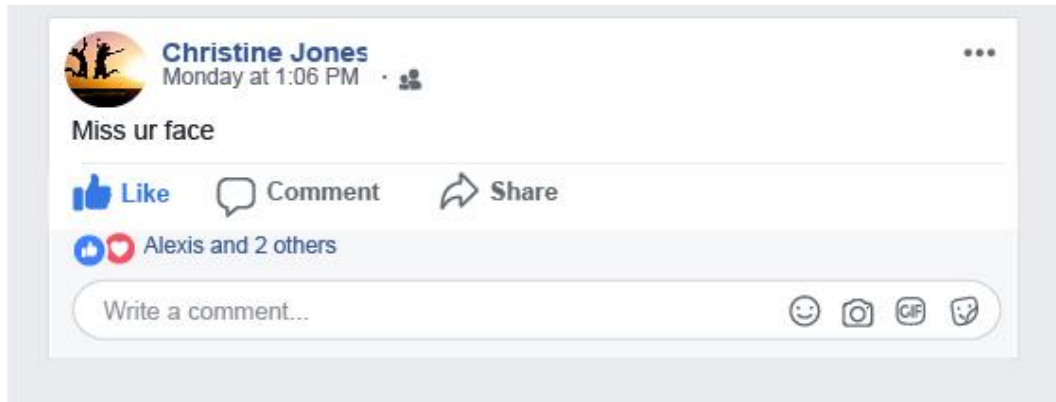 Christine Jones
Monday at 1:06 PM ·
Miss ur face
Like Comment Share
Alexis and 2 others
Write a comment... GIF